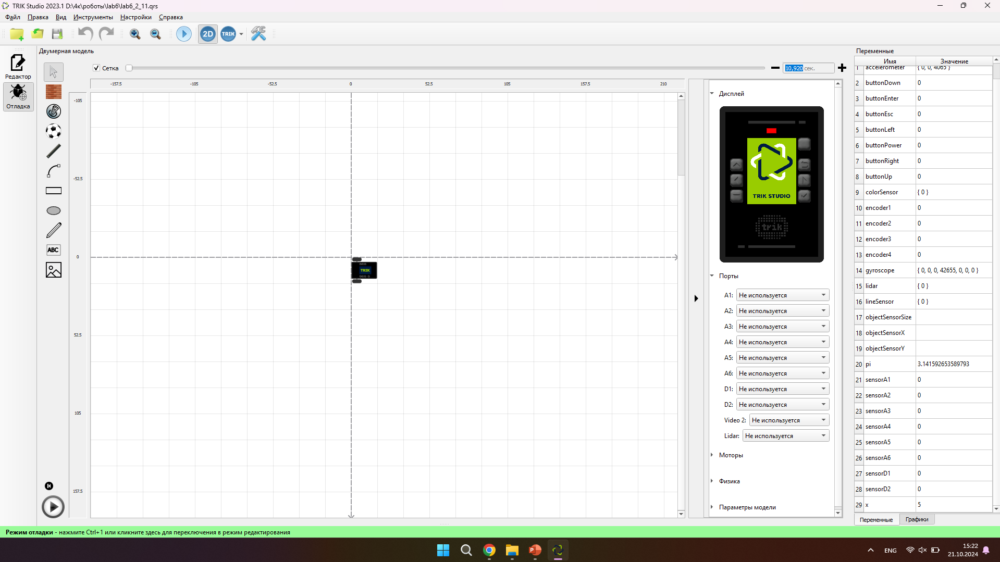 TRIK Studio 2023.1 D:\4к\роботы\lab6\lab6_2_11.qrs
Файл Правка Вид Инструменты Настройки Справка
2D TRIK
Редактор
Отладка
Двумерная модель
Сетка
10,920 сек.
-157.5 -105 -52.5 0 52.5 105 157.5 210
-105
-52.5
0
52.5
105
157.5
ABC
TRIK
Дисплей
TRIK STUDIO
trik
Порты
A1: Не используется
A2: Не используется
A3: Не используется
A4: Не используется
A5: Не используется
A6: Не используется
D1: Не используется
D2: Не используется
Video 2: Не используется
Lidar: Не используется
Моторы
Физика
Параметры модели
Переменные
Имя Значение
1 accelerometer { 0, 0, 4065 }
2 buttonDown 0
3 buttonEnter 0
4 buttonEsc 0
5 buttonLeft 0
6 buttonPower 0
7 buttonRight 0
8 buttonUp 0
9 colorSensor { 0 }
10 encoder1 0
11 encoder2 0
12 encoder3 0
13 encoder4 0
14 gyroscope { 0, 0, 0, 42655, 0, 0, 0 }
15 lidar { 0 }
16 lineSensor { 0 }
17 objectSensorSize
18 objectSensorX
19 objectSensorY
20 pi 3.141592653589793
21 sensorA1 0
22 sensorA2 0
23 sensorA3 0
24 sensorA4 0
25 sensorA5 0
26 sensorA6 0
27 sensorD1 0
28 sensorD2 0
29 x 5
Переменные Графики
Режим отладки - нажмите Ctrl+1 или кликните здесь для переключения в режим редактирования
ENG
15:22
21.10.2024